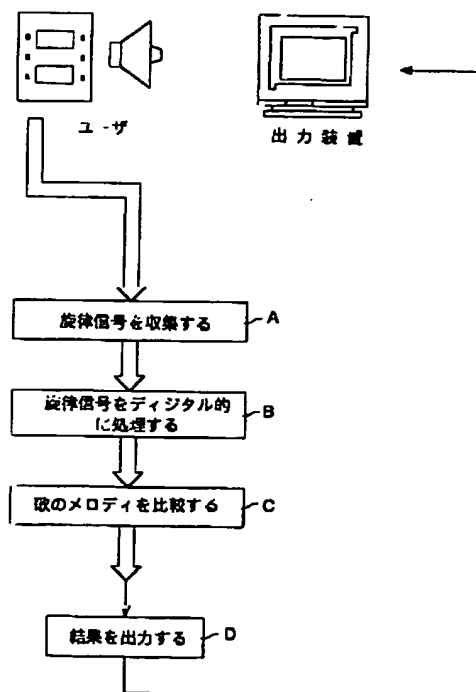 ユーザ
出力装置
旋律信号を収集する
A
旋律信号をディジタル的
に処理する
B
歌のメロディを比較する
C
結果を出力する
D